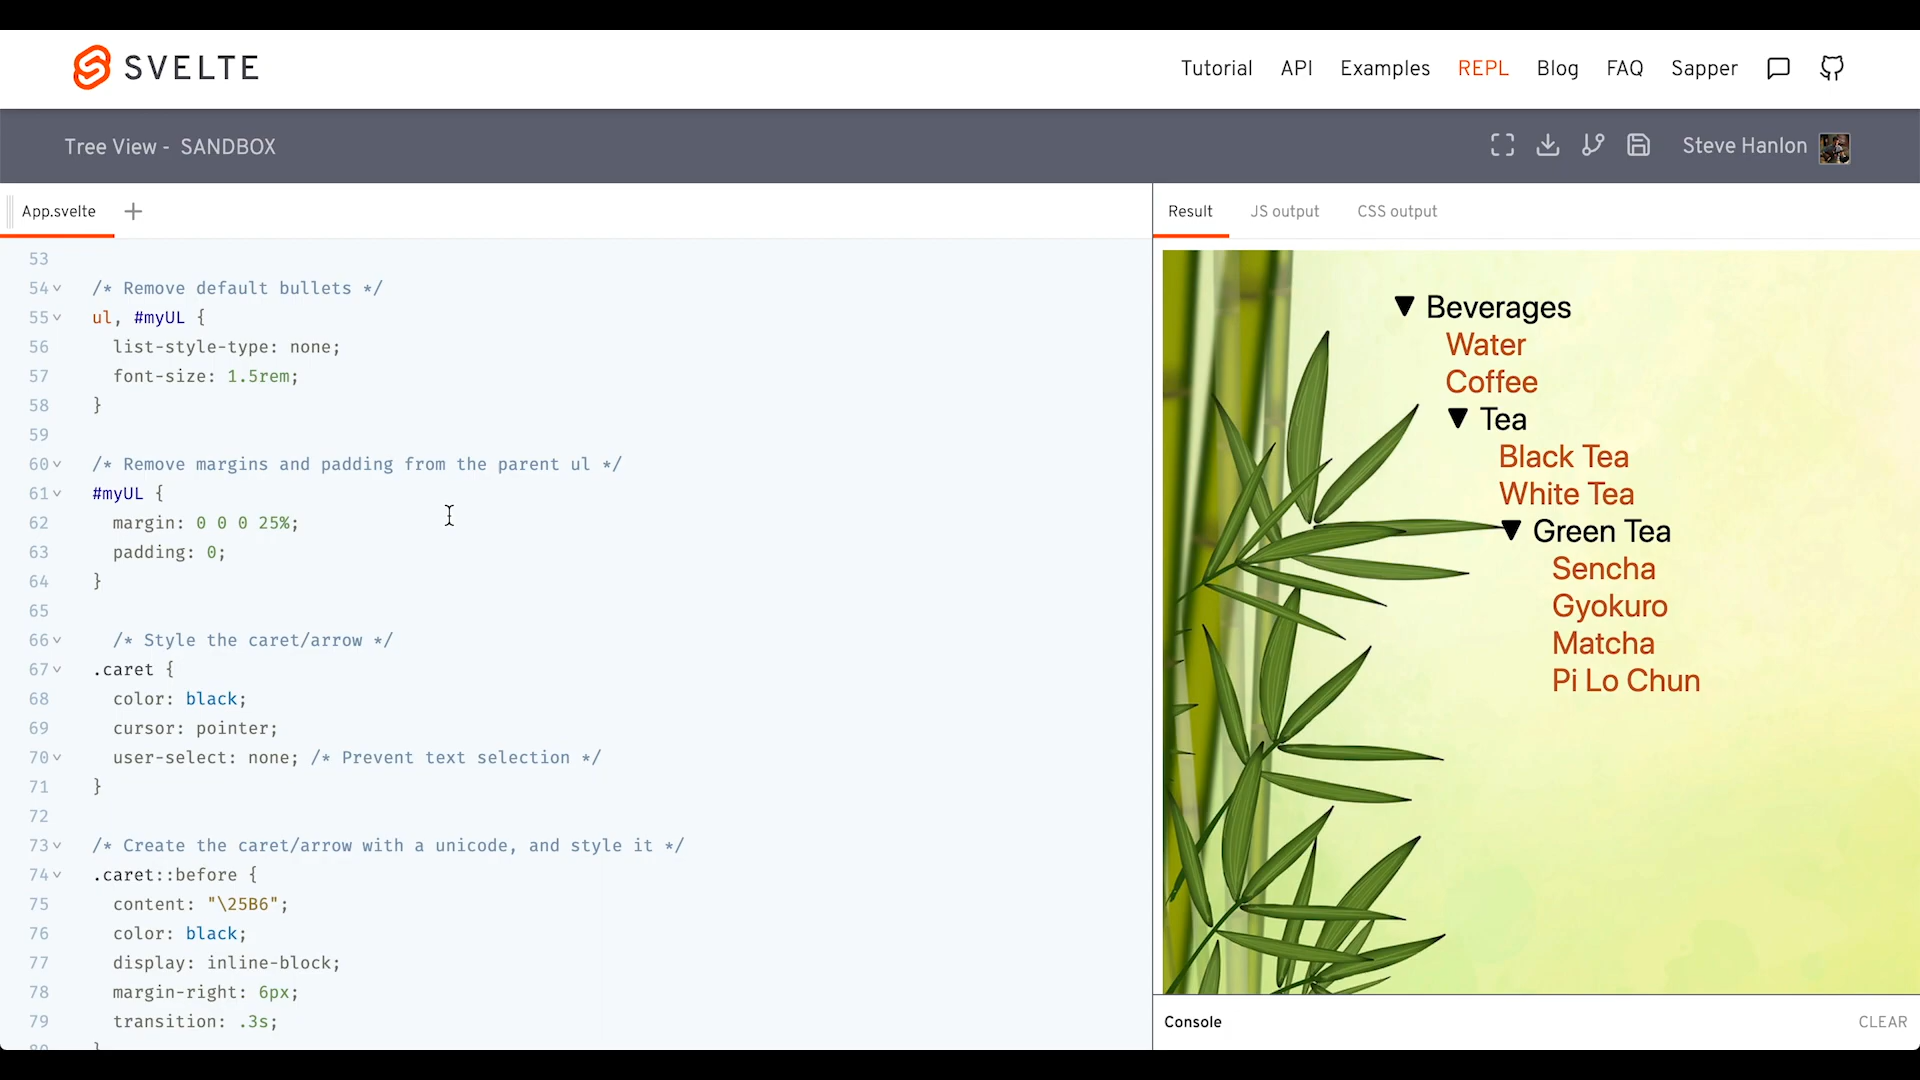 SVELTE
Tutorial API Examples REPL Blog FAQ Sapper
Tree View - SANDBOX
Steve Hanlon
App.svelte +
Result JS output CSS output
53
54 /* Remove default bullets */
55 ul, #myUL {
56 list-style-type: none;
57 font-size: 1.5rem;
58 }
59
60 /* Remove margins and padding from the parent ul */
61 #myUL {
62 margin: 0 0 0 25%;
63 padding: 0;
64 }
65
66 /* Style the caret/arrow */
67 .caret {
68 color: black;
69 cursor: pointer;
70 user-select: none; /* Prevent text selection */
71 }
72
73 /* Create the caret/arrow with a unicode, and style it */
74 .caret::before {
75 content: "\25B6";
76 color: black;
77 display: inline-block;
78 margin-right: 6px;
79 transition: .3s;
80 }
▼ Beverages
Water
Coffee
▼ Tea
Black Tea
White Tea
▼ Green Tea
Sencha
Gyokuro
Matcha
Pi Lo Chun
Console CLEAR